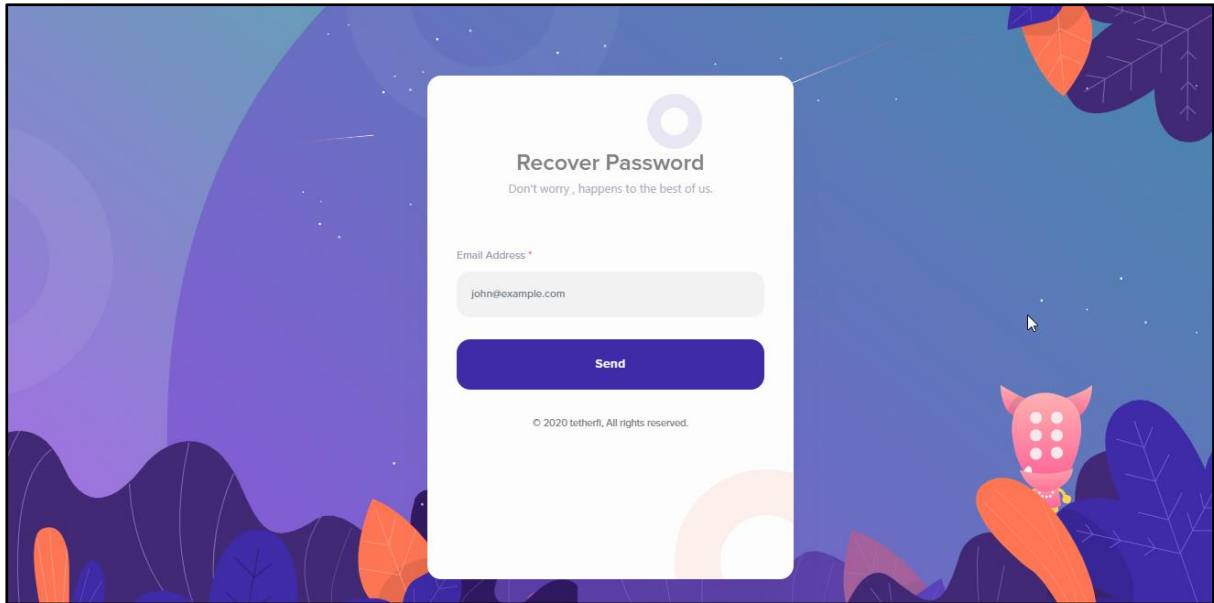 Recover Password
Don't worry , happens to the best of us.
Email Address *
john@example.com
Send
© 2020 tetherfi, All rights reserved.